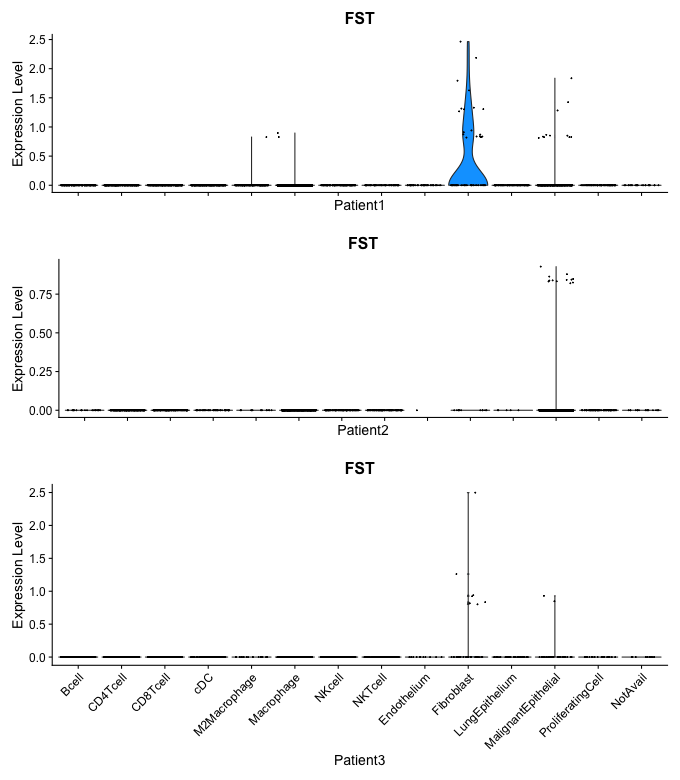 FST
Expression Level
2.5
2.0
1.5
1.0
0.5
0.0
Patient1
FST
Expression Level
0.75
0.50
0.25
0.00
Patient2
FST
Expression Level
2.5
2.0
1.5
1.0
0.5
0.0
Bcell
CD4Tcell
CD8Tcell
cDC
M2Macrophage
Macrophage
NKcell
NKTcell
Endothelium
Fibroblast
LungEpithelium
MalignantEpithelial
ProliferatingCell
NotAvail
Patient3